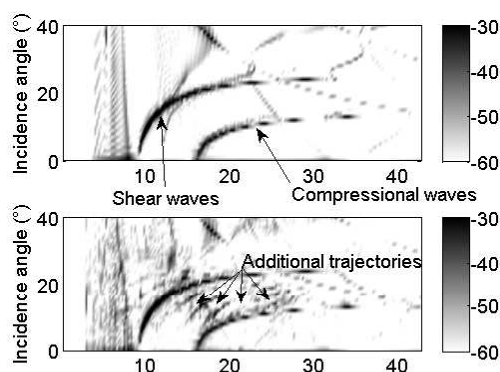 Incidence angle (°)
40
20
0
10 20 30 40
-30
-40
-50
-60
Shear waves
Compressional waves
Incidence angle (°)
40
20
0
10 20 30 40
-30
-40
-50
-60
Additional trajectories